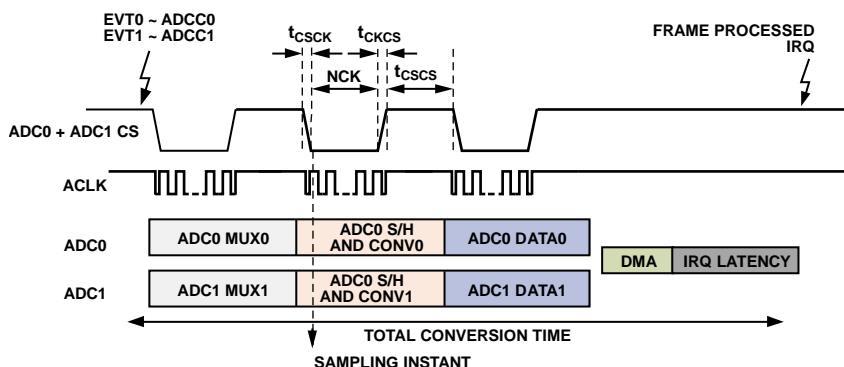 EVT0 ~ ADCC0
EVT1 ~ ADCC1
tCSCK
tCKCS
FRAME PROCESSED
IRQ
NCK
tCSCS
ADC0 + ADC1 CS
ACLK
ADC0
ADC0 MUX0
ADC0 S/H
AND CONV0
ADC0 DATA0
DMA
IRQ LATENCY
ADC1
ADC1 MUX1
ADC0 S/H
AND CONV1
ADC1 DATA1
TOTAL CONVERSION TIME
SAMPLING INSTANT